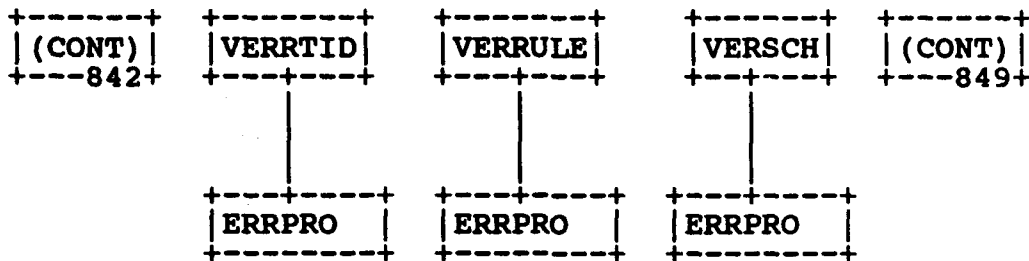 (CONT) VERRTID VERRULE VERSCH (CONT)
842 849
ERRPRO ERRPRO ERRPRO